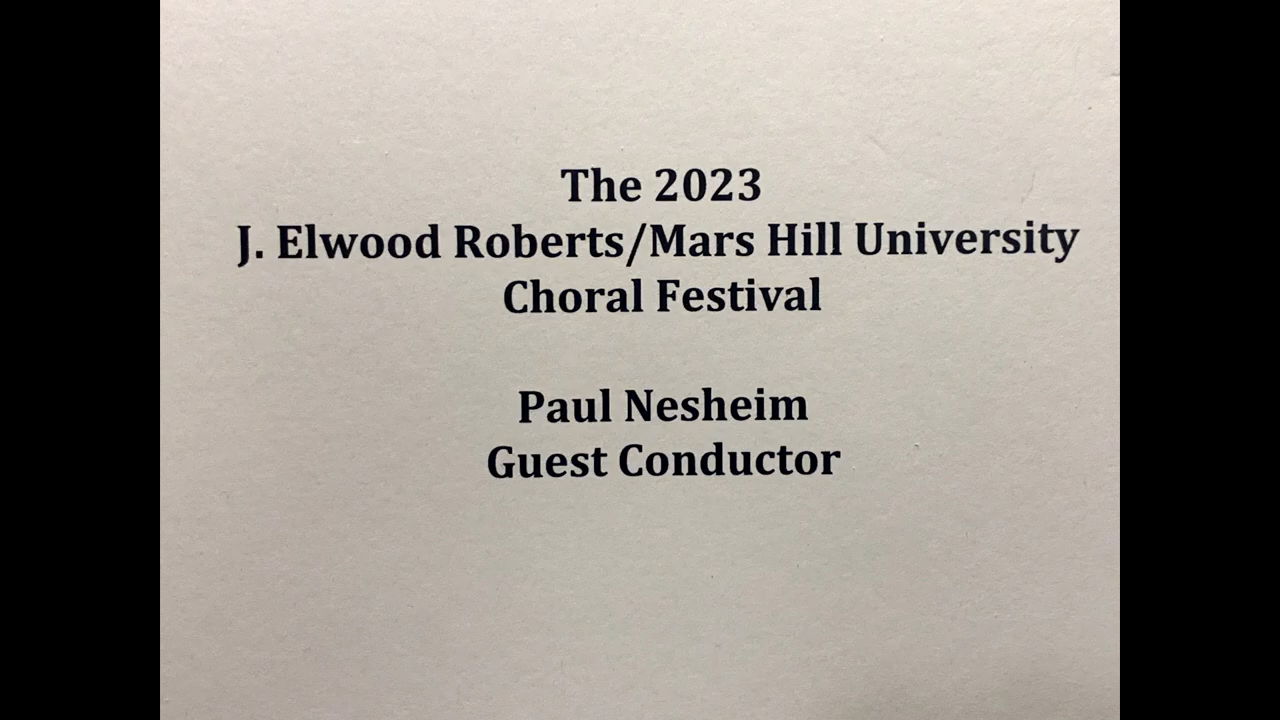 The 2023
J. Elwood Roberts/Mars Hill University
Choral Festival
Paul Nesheim
Guest Conductor